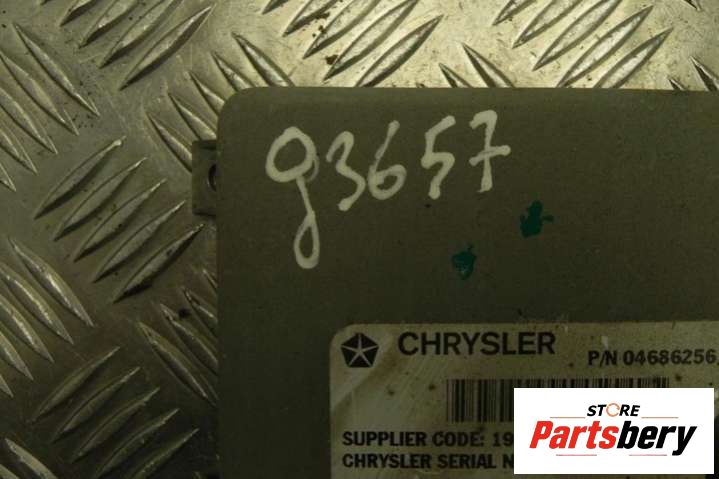 g3657
CHRYSLER P/N 04686256
SUPPLIER CODE: 19
CHRYSLER SERIAL N
STORE
Partsbery